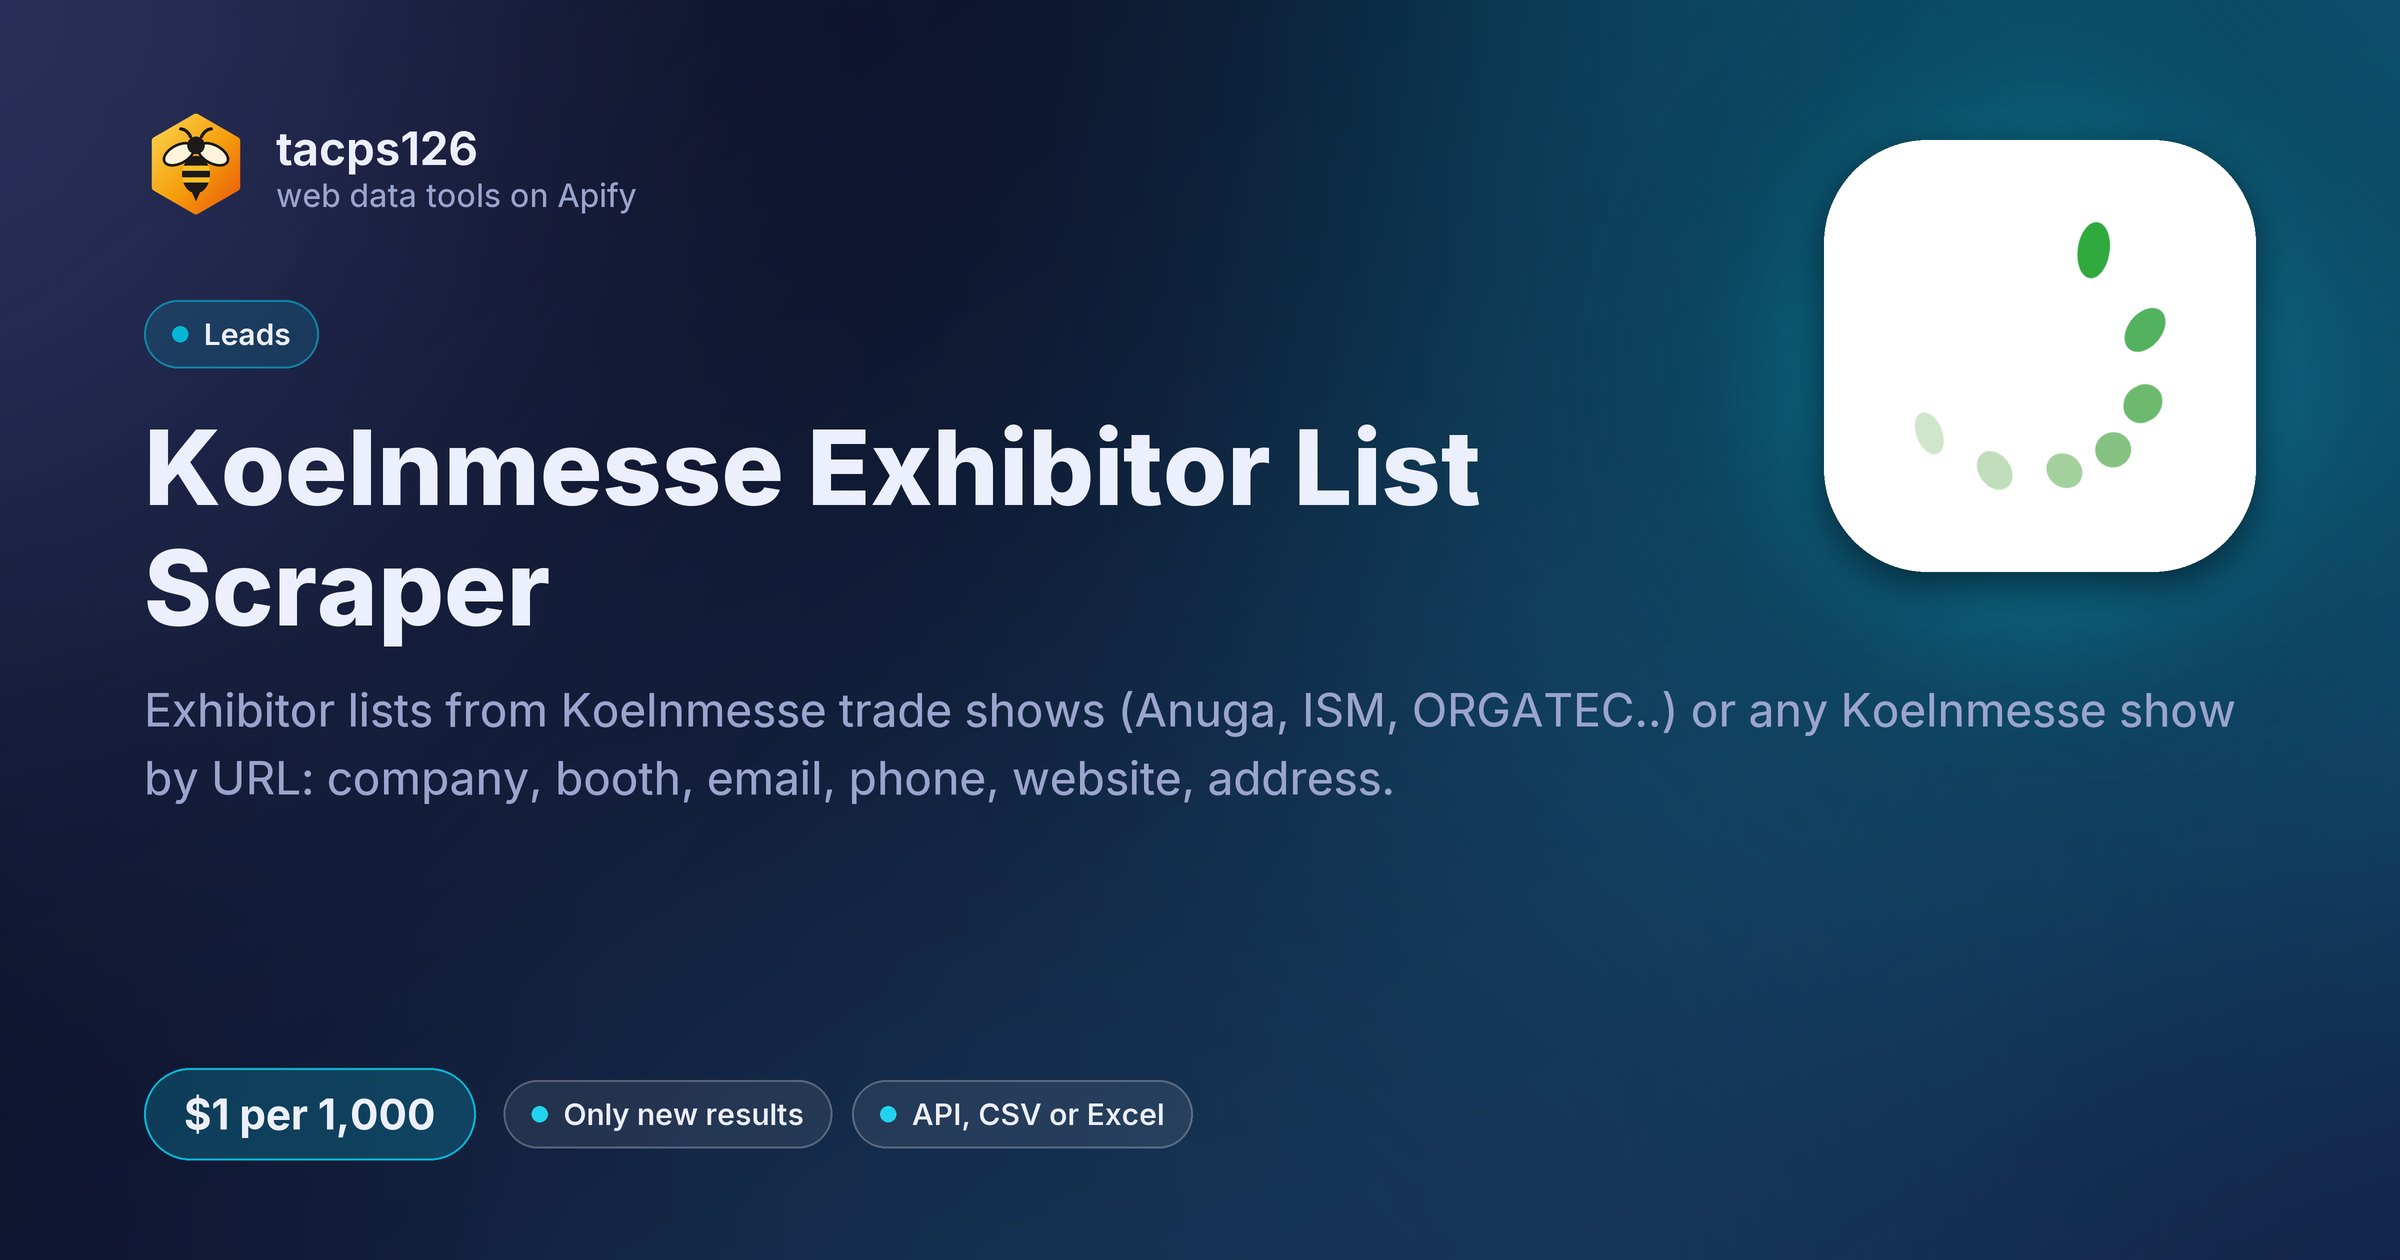 tacps126
web data tools on Apify
Leads
Koelnmesse Exhibitor List
Scraper
Exhibitor lists from Koelnmesse trade shows (Anuga, ISM, ORGATEC..) or any Koelnmesse show
by URL: company, booth, email, phone, website, address.
$1 per 1,000
Only new results
API, CSV or Excel